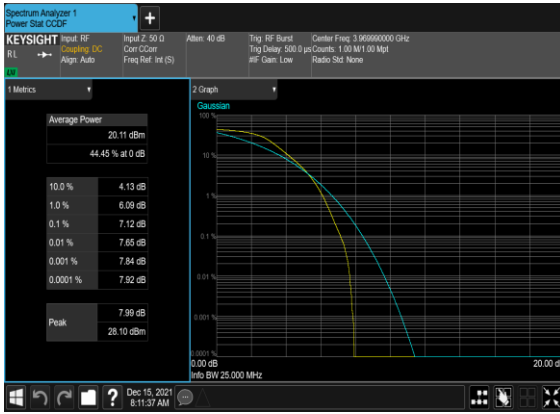 Spectrum Analyzer 1
Power Stat CCDF
+
KEYSIGHT
RL
LV
Input: RF
Coupling: DC
Align: Auto
Input Z: 50 Ω
Corr CCorr
Freq Ref: Int (S)
Atten: 40 dB
Trig: RF Burst
Trig Delay: 500.0 µs
#IF Gain: Low
Center Freq: 3.969990000 GHz
Counts: 1.00 M/1.00 Mpt
Radio Std: None
1 Metrics
Average Power
20.11 dBm
44.45 % at 0 dB
10.0 % 4.13 dB
1.0 % 6.09 dB
0.1 % 7.12 dB
0.01 % 7.65 dB
0.001 % 7.84 dB
0.0001 % 7.92 dB
Peak
7.99 dB
28.10 dBm
2 Graph
Gaussian
100 %
10 %
1 %
0.1 %
0.01 %
0.001 %
0.0001 %
0.00 dB
20.00 d
Info BW 25.000 MHz
?
Dec 15, 2021
8:11:37 AM